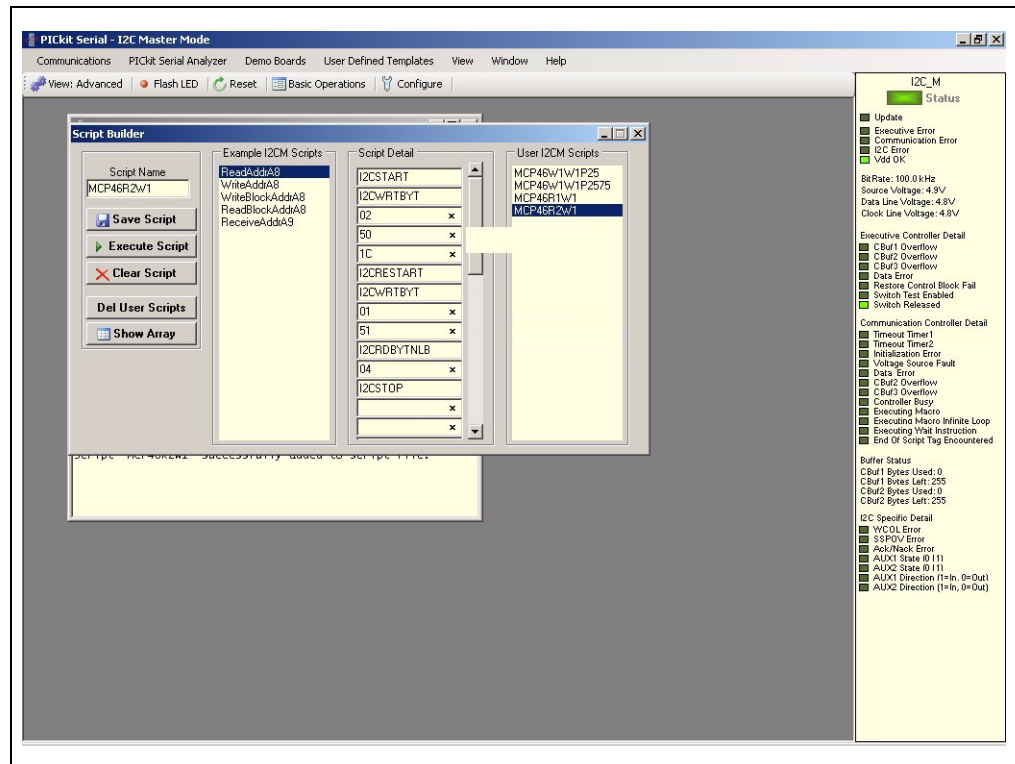 PICkit Serial - I2C Master Mode
Communications PICkit Serial Analyzer Demo Boards User Defined Templates View Window Help
View: Advanced Flash LED Reset Basic Operations Configure
Script Builder
Script Name
MCP46R2W1
Save Script
Execute Script
Clear Script
Del User Scripts
Show Array
Example I2CM Scripts
ReadAddrA8
WriteAddrA8
WriteBlockAddrA8
ReadBlockAddrA8
ReceiveAddrA9
Script Detail
I2CSTART
I2CWRTBYT
02 x
50 x
1C x
I2CRESTART
I2CWRTBYT
01 x
51 x
I2CRDBYTNLB
04 x
I2CSTOP
x
x
User I2CM Scripts
MCP46W1W1P25
MCP46W1W1P2575
MCP46R1W1
MCP46R2W1
Script "MCP46R2W1" successfully added to script file.
I2C_M
Status
Update
Executive Error
Communication Error
I2C Error
Vdd OK
BitRate: 100.0 kHz
Source Voltage: 4.9V
Data Line Voltage: 4.8V
Clock Line Voltage: 4.8V
Executive Controller Detail
CBuf1 Overflow
CBuf2 Overflow
CBuf3 Overflow
Data Error
Restore Control Block Fail
Switch Test Enabled
Switch Released
Communication Controller Detail
Timeout Timer1
Timeout Timer2
Initialization Error
Voltage Source Fault
Data Error
CBuf2 Overflow
CBuf3 Overflow
Controller Busy
Executing Macro
Executing Macro Infinite Loop
Executing Wait Instruction
End Of Script Tag Encountered
Buffer Status
CBuf1 Bytes Used: 0
CBuf1 Bytes Left: 255
CBuf2 Bytes Used: 0
CBuf2 Bytes Left: 255
I2C Specific Detail
WCOL Error
SSPOV Error
Ack/Nack Error
AUX1 State (0 | 1)
AUX2 State (0 | 1)
AUX1 Direction (1=In, 0=Out)
AUX2 Direction (1=In, 0=Out)